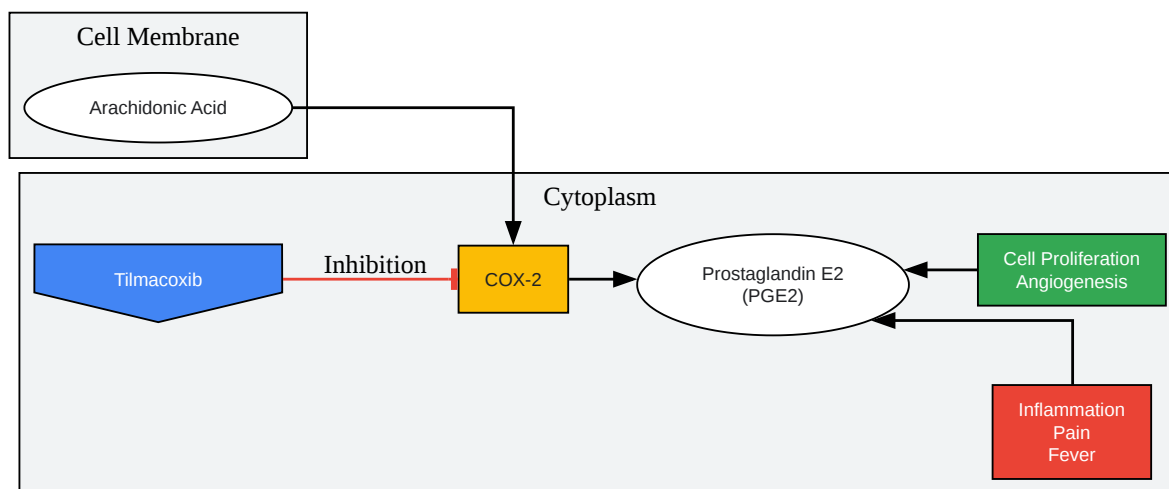 Cell Membrane
Arachidonic Acid
Cytoplasm
Tilmacoxib
Inhibition
COX-2
Prostaglandin E2
(PGE2)
Cell Proliferation
Angiogenesis
Inflammation
Pain
Fever